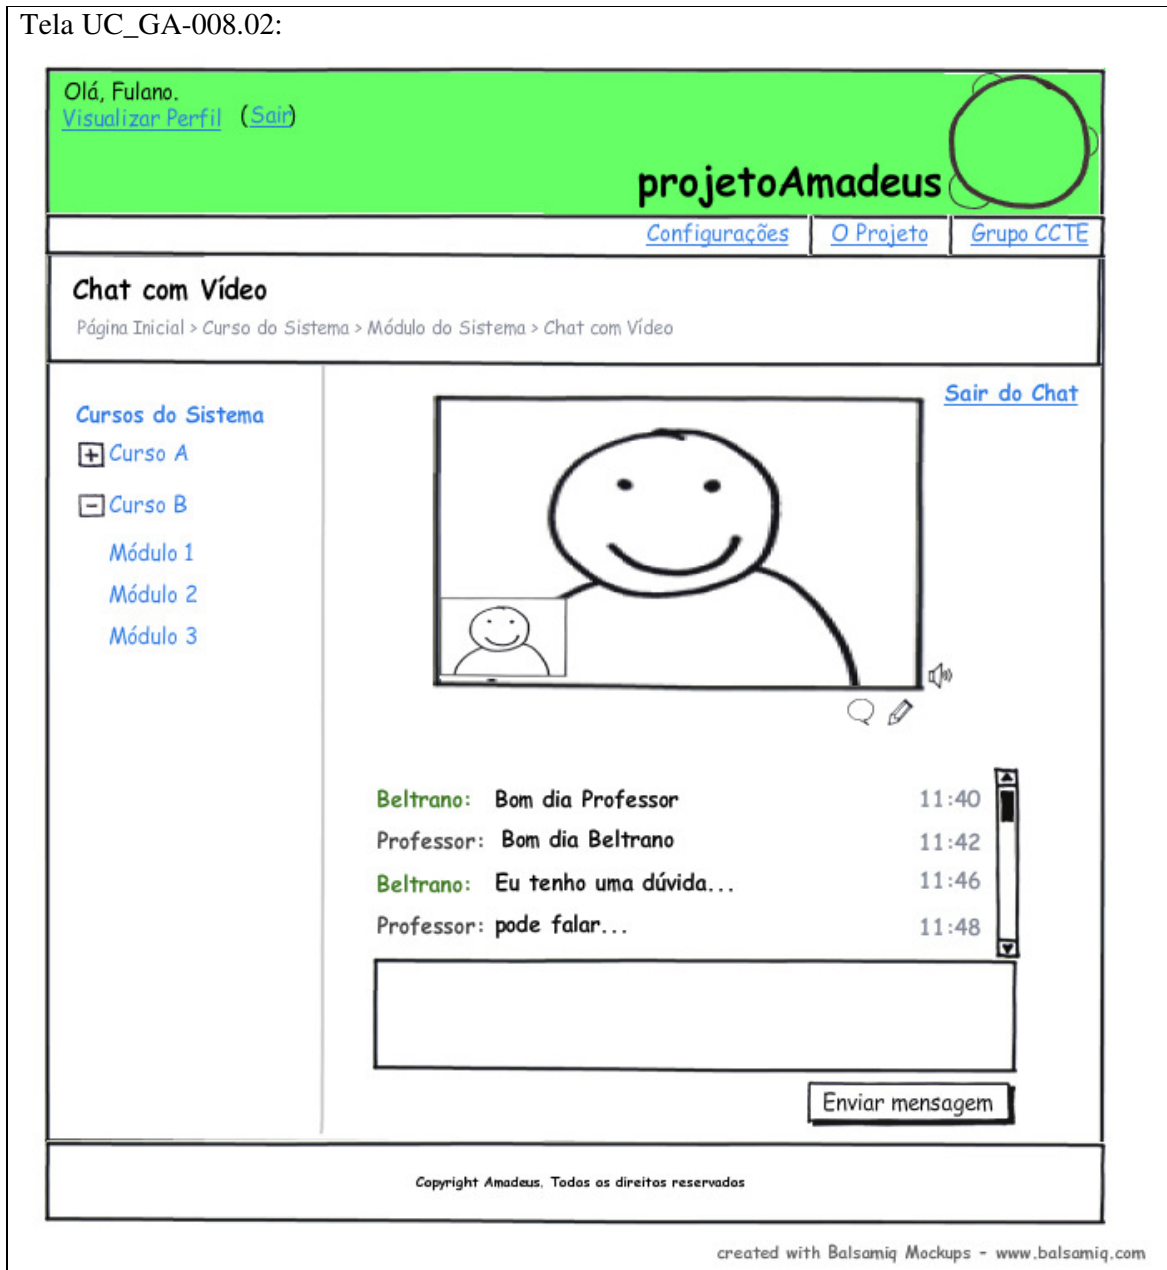 Tela UC_GA-008.02:
Olá, Fulano.
Visualizar Perfil (Sair)
projetoAmadeus
Configurações O Projeto Grupo CCTE
Chat com Vídeo
Página Inicial > Curso do Sistema > Módulo do Sistema > Chat com Vídeo
Sair do Chat
Cursos do Sistema
+ Curso A
- Curso B
Módulo 1
Módulo 2
Módulo 3
Beltrano: Bom dia Professor 11:40
Professor: Bom dia Beltrano 11:42
Beltrano: Eu tenho uma dúvida... 11:46
Professor: pode falar... 11:48
Enviar mensagem
Copyright Amadeus. Todos os direitos reservados
created with Balsamiq Mockups - www.balsamiq.com